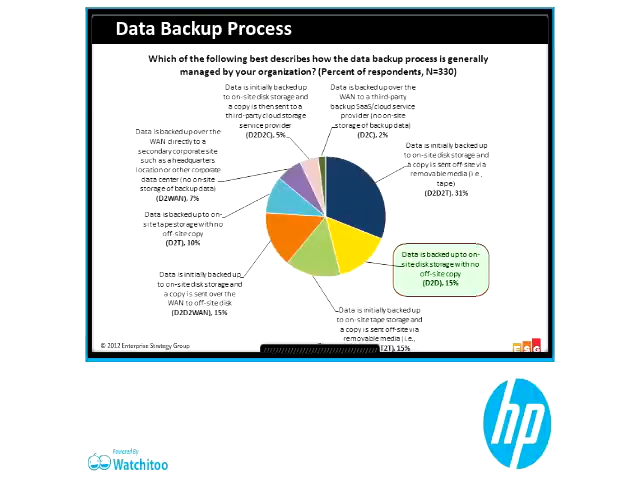 Data Backup Process
Which of the following best describes how the data backup process is generally
managed by your organization? (Percent of respondents, N=330)
Data is initially backed up
to on-site disk storage and
a copy is then sent to a
third-party cloud storage
service provider
(D2D2C), 5%
Data is backed up over the
WAN to a third-party
backup SaaS/cloud service
provider (no on-site
storage of backup data)
(D2C), 2%
Data is backed up over the
WAN directly to a
secondary corporate site
such as a headquarters
location or other corporate
data center (no on-site
storage of backup data)
(D2WAN), 7%
Data is initially backed up
to on-site disk storage and
a copy is sent off-site via
removable media (i.e.,
tape)
(D2D2T), 31%
Data is backed up to on-
site tape storage with no
off-site copy
(D2T), 10%
Data is backed up to on-
site disk storage with no
off-site copy
(D2D), 15%
Data is initially backed up
to on-site disk storage and
a copy is sent over the
WAN to off-site disk
(D2D2WAN), 15%
Data is initially backed up
to on-site tape storage and
a copy is sent off-site via
removable media (i.e.,
T2T), 15%
© 2012 Enterprise Strategy Group
ESG
hp
Powered By
Watchitoo